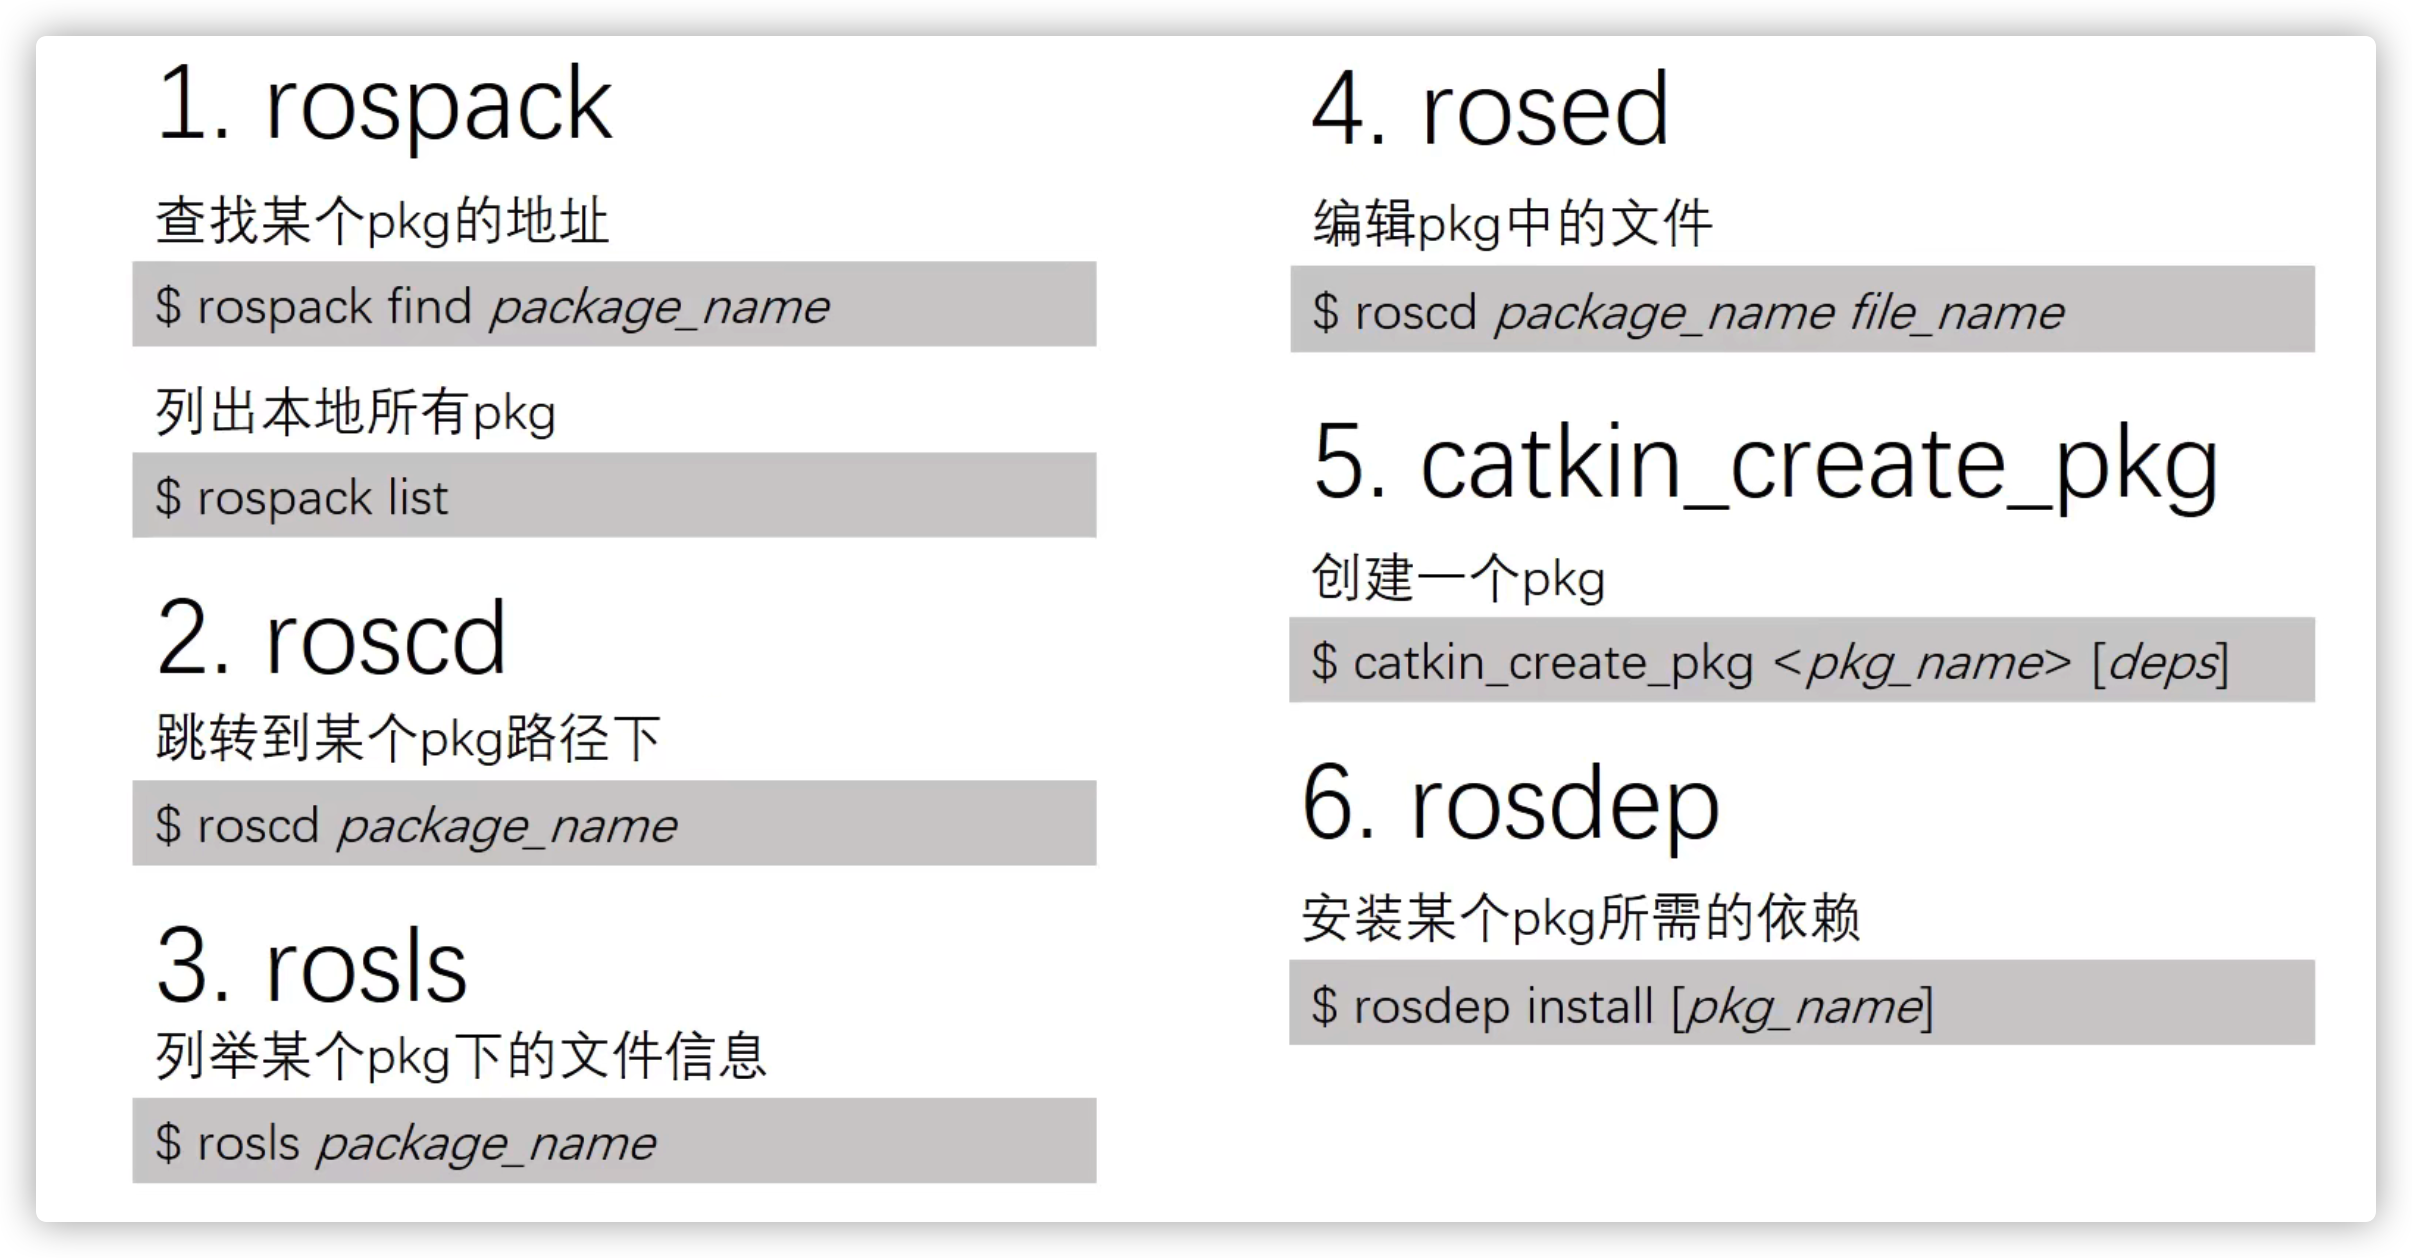 1. rospack
查找某个pkg的地址
$ rospack find package_name
列出本地所有pkg
$ rospack list
2. roscd
跳转到某个pkg路径下
$ roscd package_name
3. rosls
列举某个pkg下的文件信息
$ rosls package_name
4. rosed
编辑pkg中的文件
$ roscd package_name file_name
5. catkin_create_pkg
创建一个pkg
$ catkin_create_pkg <pkg_name> [deps]
6. rosdep
安装某个pkg所需的依赖
$ rosdep install [pkg_name]